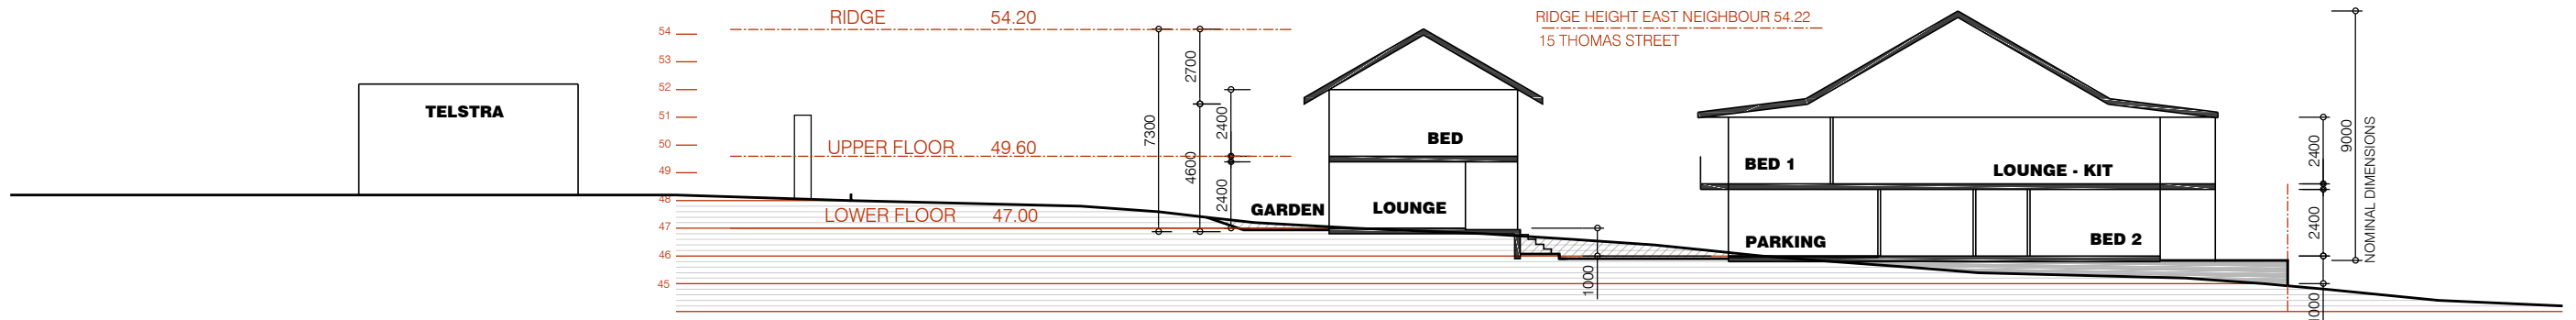 RIDGE 54.20
RIDGE HEIGHT EAST NEIGHBOUR 54.22
15 THOMAS STREET
54
53
52
51
50
49
48
47
46
45
TELSTRA
UPPER FLOOR 49.60
LOWER FLOOR 47.00
7300
2700
4600
2400
2400
BED
GARDEN
LOUNGE
1000
BED 1
LOUNGE - KIT
PARKING
BED 2
2400
2400
1000
9000
NOMINAL DIMENSIONS